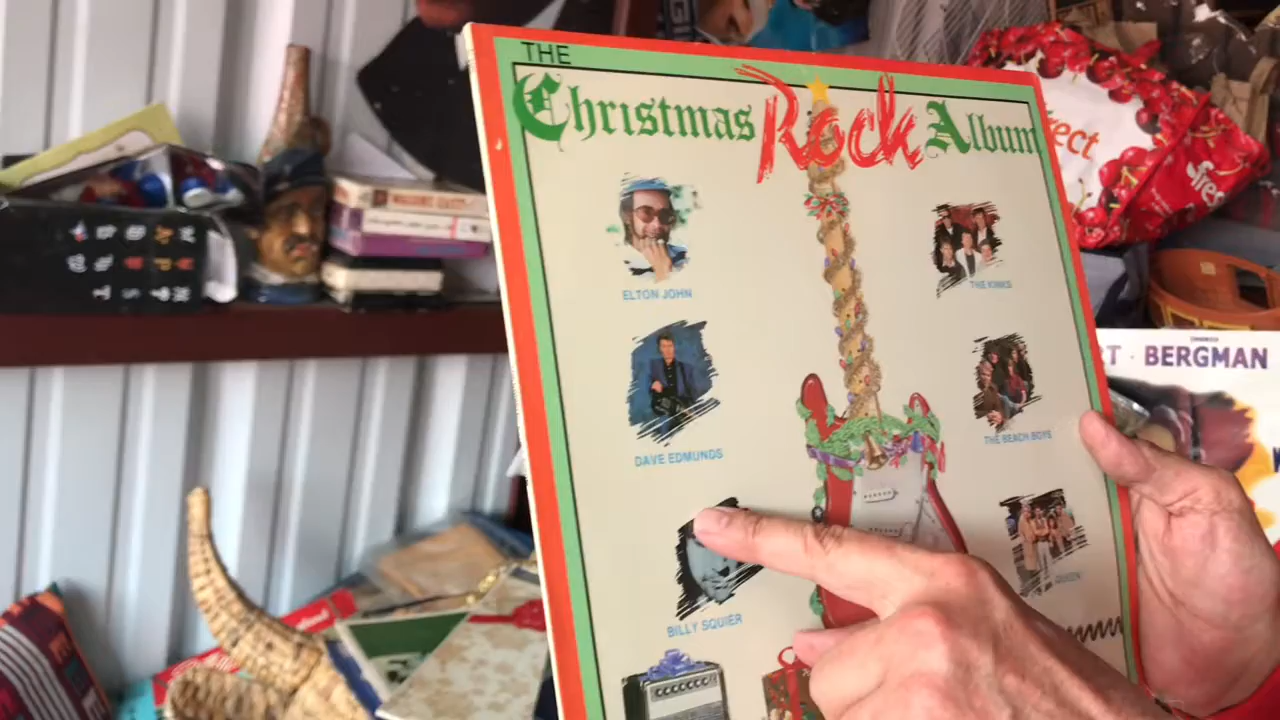 THE
Christmas Rock Album
ELTON JOHN
THE KINKS
DAVE EDMUNDS
THE BEACH BOYS
BILLY SQUIER
QUEEN
BERGMAN